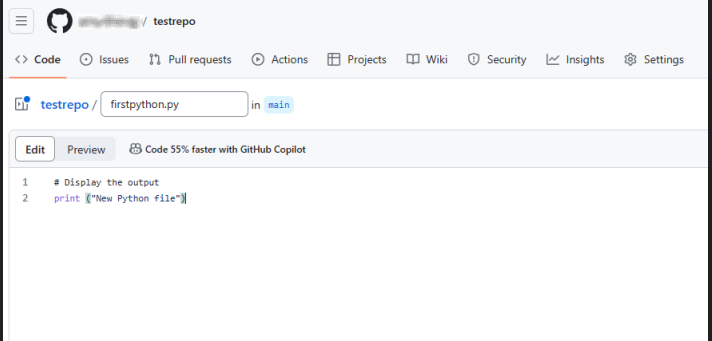 / testrepo
Code Issues Pull requests Actions Projects Wiki Security Insights Settings
testrepo / firstpython.py in main
Edit Preview Code 55% faster with GitHub Copilot
1 # Display the output
2 print ("New Python file")